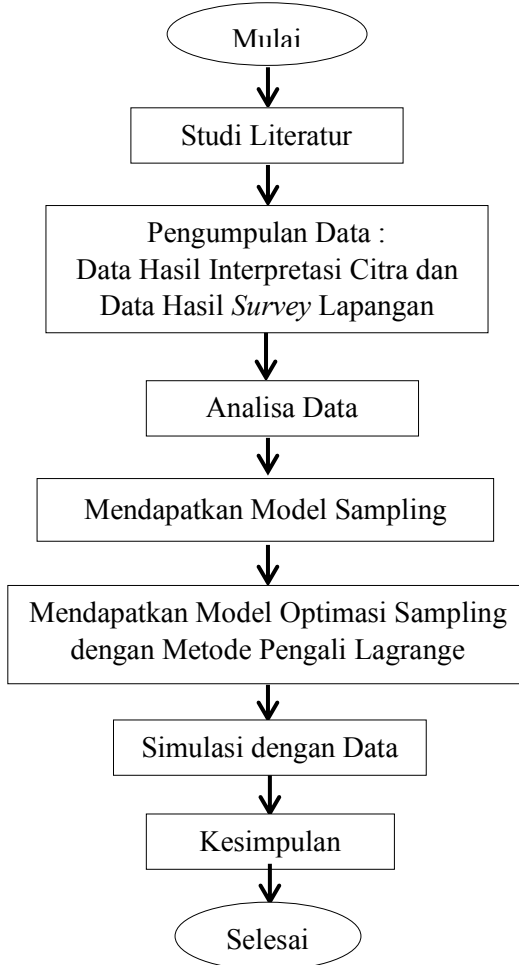 Mulai
Studi Literatur
Pengumpulan Data :
Data Hasil Interpretasi Citra dan
Data Hasil Survey Lapangan
Analisa Data
Mendapatkan Model Sampling
Mendapatkan Model Optimasi Sampling
dengan Metode Pengali Lagrange
Simulasi dengan Data
Kesimpulan
Selesai